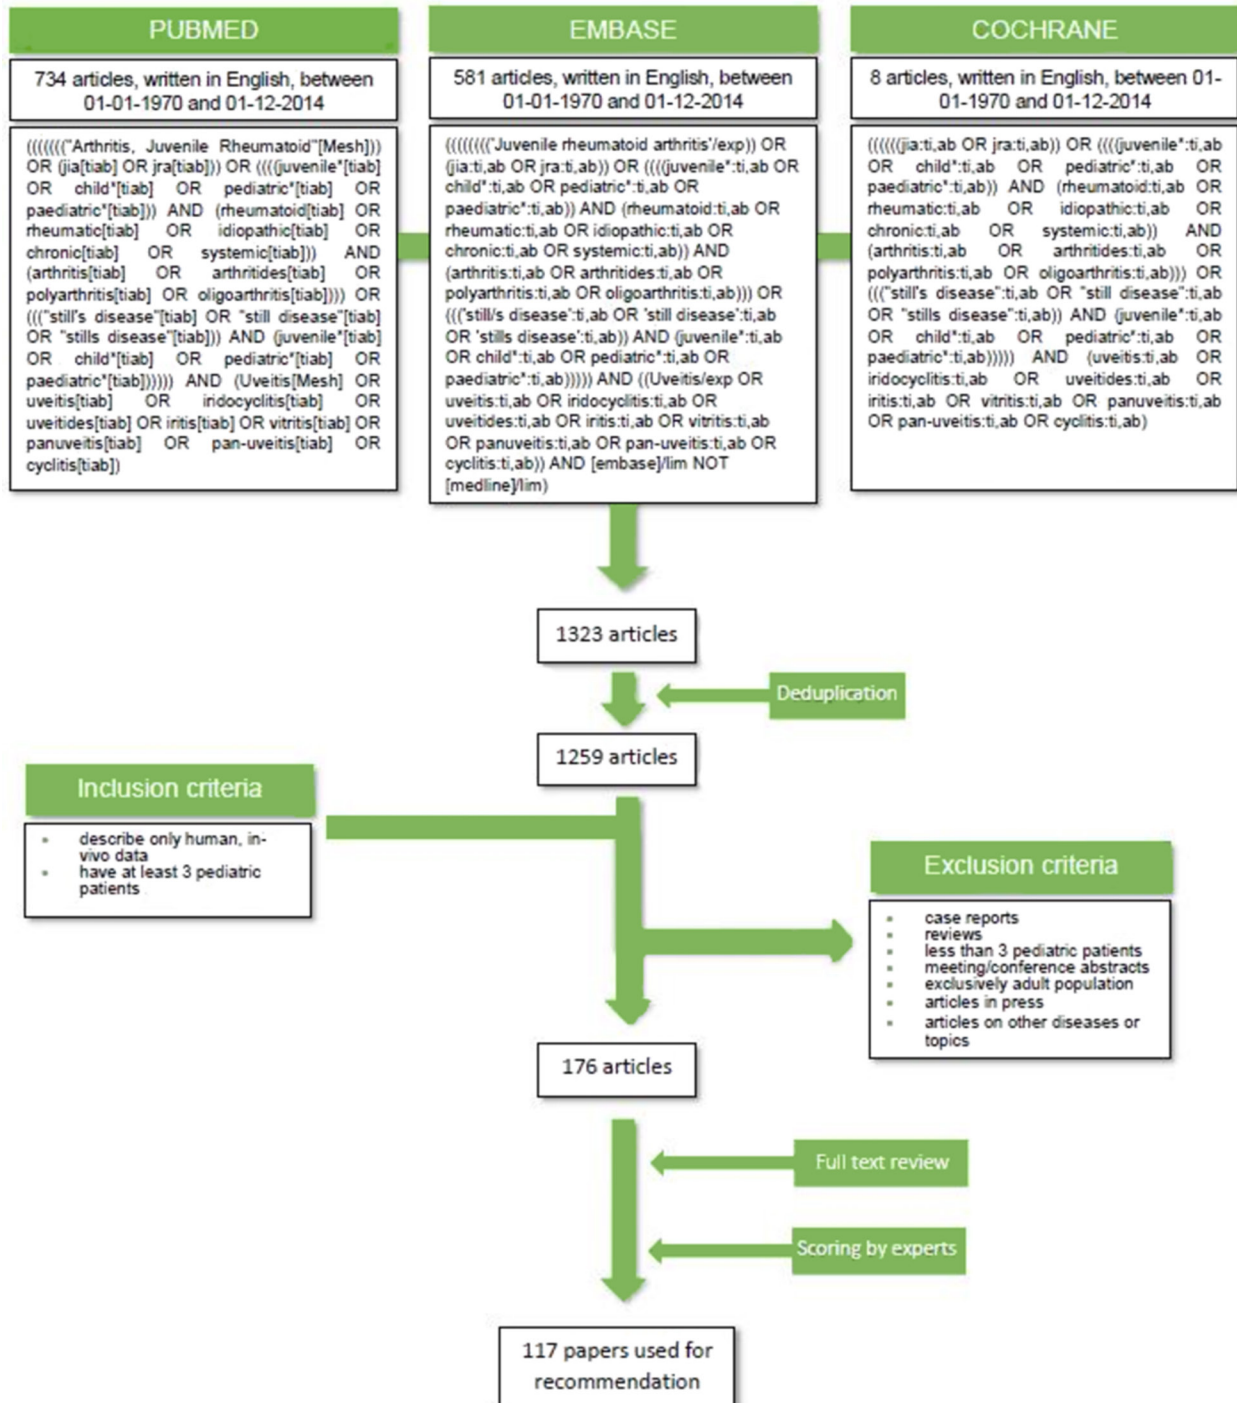 PUBMED
734 articles, written in English, between
01-01-1970 and 01-12-2014
((((((("Arthritis, Juvenile Rheumatoid"[Mesh]))
OR (jia[tiab] OR jra[tiab])) OR ((((juvenile*[tiab]
OR child*[tiab] OR pediatric*[tiab] OR
paediatric*[tiab])) AND (rheumatoid[tiab] OR
rheumatic[tiab] OR idiopathic[tiab] OR
chronic[tiab] OR systemic[tiab])) AND
(arthritis[tiab] OR arthritides[tiab] OR
polyarthritis[tiab] OR oligoarthritis[tiab]))) OR
((("still's disease"[tiab] OR "still disease"[tiab]
OR "stills disease"[tiab])) AND (juvenile*[tiab]
OR child*[tiab] OR pediatric*[tiab] OR
paediatric*[tiab])))))) AND (Uveitis[Mesh] OR
uveitis[tiab] OR iridocyclitis[tiab] OR
uveitides[tiab] OR iritis[tiab] OR vitritis[tiab] OR
panuveitis[tiab] OR pan-uveitis[tiab] OR
cyclitis[tiab])
EMBASE
581 articles, written in English, between
01-01-1970 and 01-12-2014
(((((((('Juvenile rheumatoid arthritis'/exp)) OR
(jia:ti,ab OR jra:ti,ab)) OR ((((juvenile*:ti,ab OR
child*:ti,ab OR pediatric*:ti,ab OR
paediatric*:ti,ab)) AND (rheumatoid:ti,ab OR
rheumatic:ti,ab OR idiopathic:ti,ab OR
chronic:ti,ab OR systemic:ti,ab)) AND
(arthritis:ti,ab OR arthritides:ti,ab OR
polyarthritis:ti,ab OR oligoarthritis:ti,ab))) OR
((('still/s disease':ti,ab OR 'still disease':ti,ab
OR 'stills disease':ti,ab)) AND (juvenile*:ti,ab
OR child*:ti,ab OR pediatric*:ti,ab OR
paediatric*:ti,ab))))) AND ((Uveitis/exp OR
uveitis:ti,ab OR iridocyclitis:ti,ab OR
uveitides:ti,ab OR iritis:ti,ab OR vitritis:ti,ab
OR panuveitis:ti,ab OR pan-uveitis:ti,ab OR
cyclitis:ti,ab)) AND [embase]/lim NOT
[medline]/lim)
COCHRANE
8 articles, written in English, between 01-
01-1970 and 01-12-2014
((((((jia:ti,ab OR jra:ti,ab)) OR ((((juvenile*:ti,ab
OR child*:ti,ab OR pediatric*:ti,ab OR
paediatric*:ti,ab)) AND (rheumatoid:ti,ab OR
rheumatic:ti,ab OR idiopathic:ti,ab OR
chronic:ti,ab OR systemic:ti,ab)) AND
(arthritis:ti,ab OR arthritides:ti,ab OR
polyarthritis:ti,ab OR oligoarthritis:ti,ab))) OR
((("still's disease":ti,ab OR "still disease":ti,ab
OR "stills disease":ti,ab)) AND (juvenile*:ti,ab
OR child*:ti,ab OR pediatric*:ti,ab OR
paediatric*:ti,ab))))) AND (uveitis:ti,ab OR
iridocyclitis:ti,ab OR uveitides:ti,ab OR
iritis:ti,ab OR vitritis:ti,ab OR panuveitis:ti,ab
OR pan-uveitis:ti,ab OR cyclitis:ti,ab)
1323 articles
Deduplication
1259 articles
Inclusion criteria
▪ describe only human, in-
vivo data
▪ have at least 3 pediatric
patients
Exclusion criteria
▪ case reports
▪ reviews
▪ less than 3 pediatric patients
▪ meeting/conference abstracts
▪ exclusively adult population
▪ articles in press
▪ articles on other diseases or
topics
176 articles
Full text review
Scoring by experts
117 papers used for
recommendation